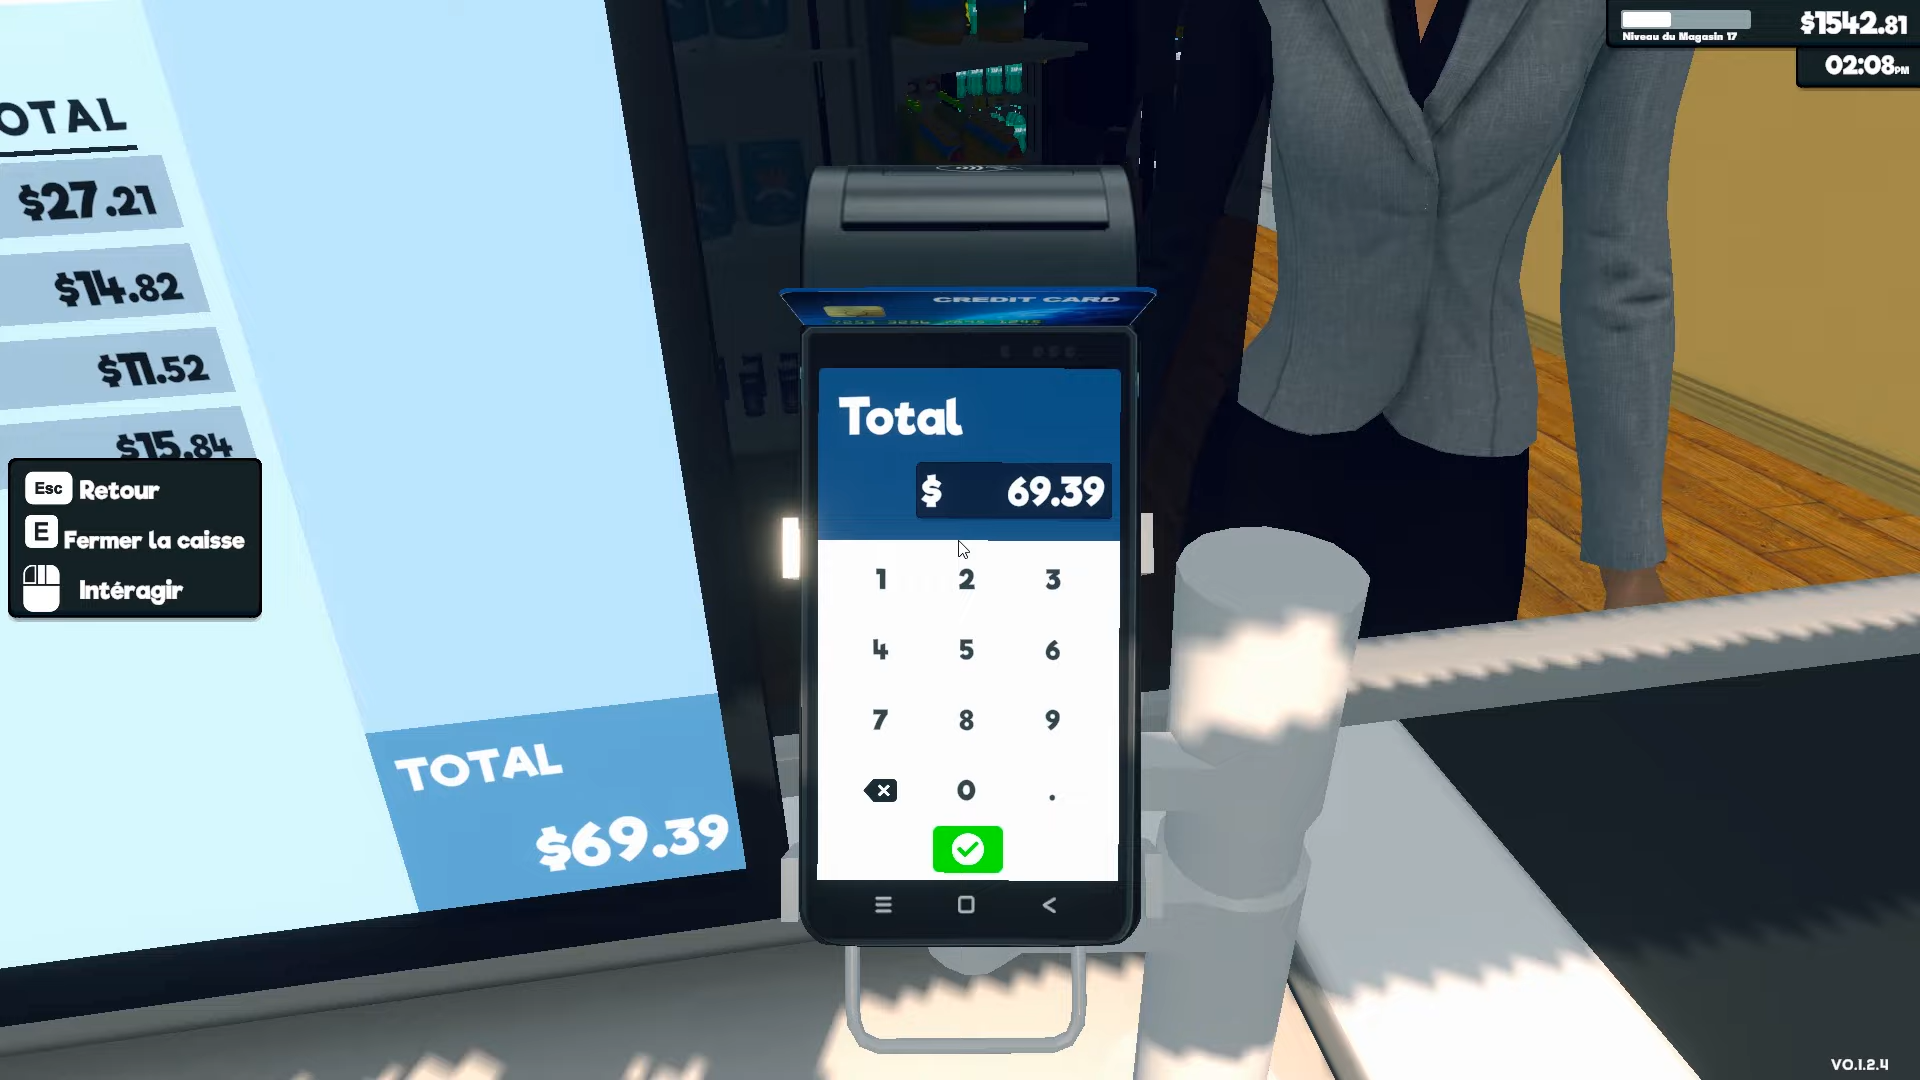 $1542.81
Niveau du Magasin 17
02:08PM
OTAL
$27.21
$14.82
$11.52
$15.84
Esc Retour
E Fermer la caisse
Intéragir
TOTAL
$69.39
CREDIT CARD
Total
$ 69.39
1 2 3
4 5 6
7 8 9
0 .
V0.1.2.4